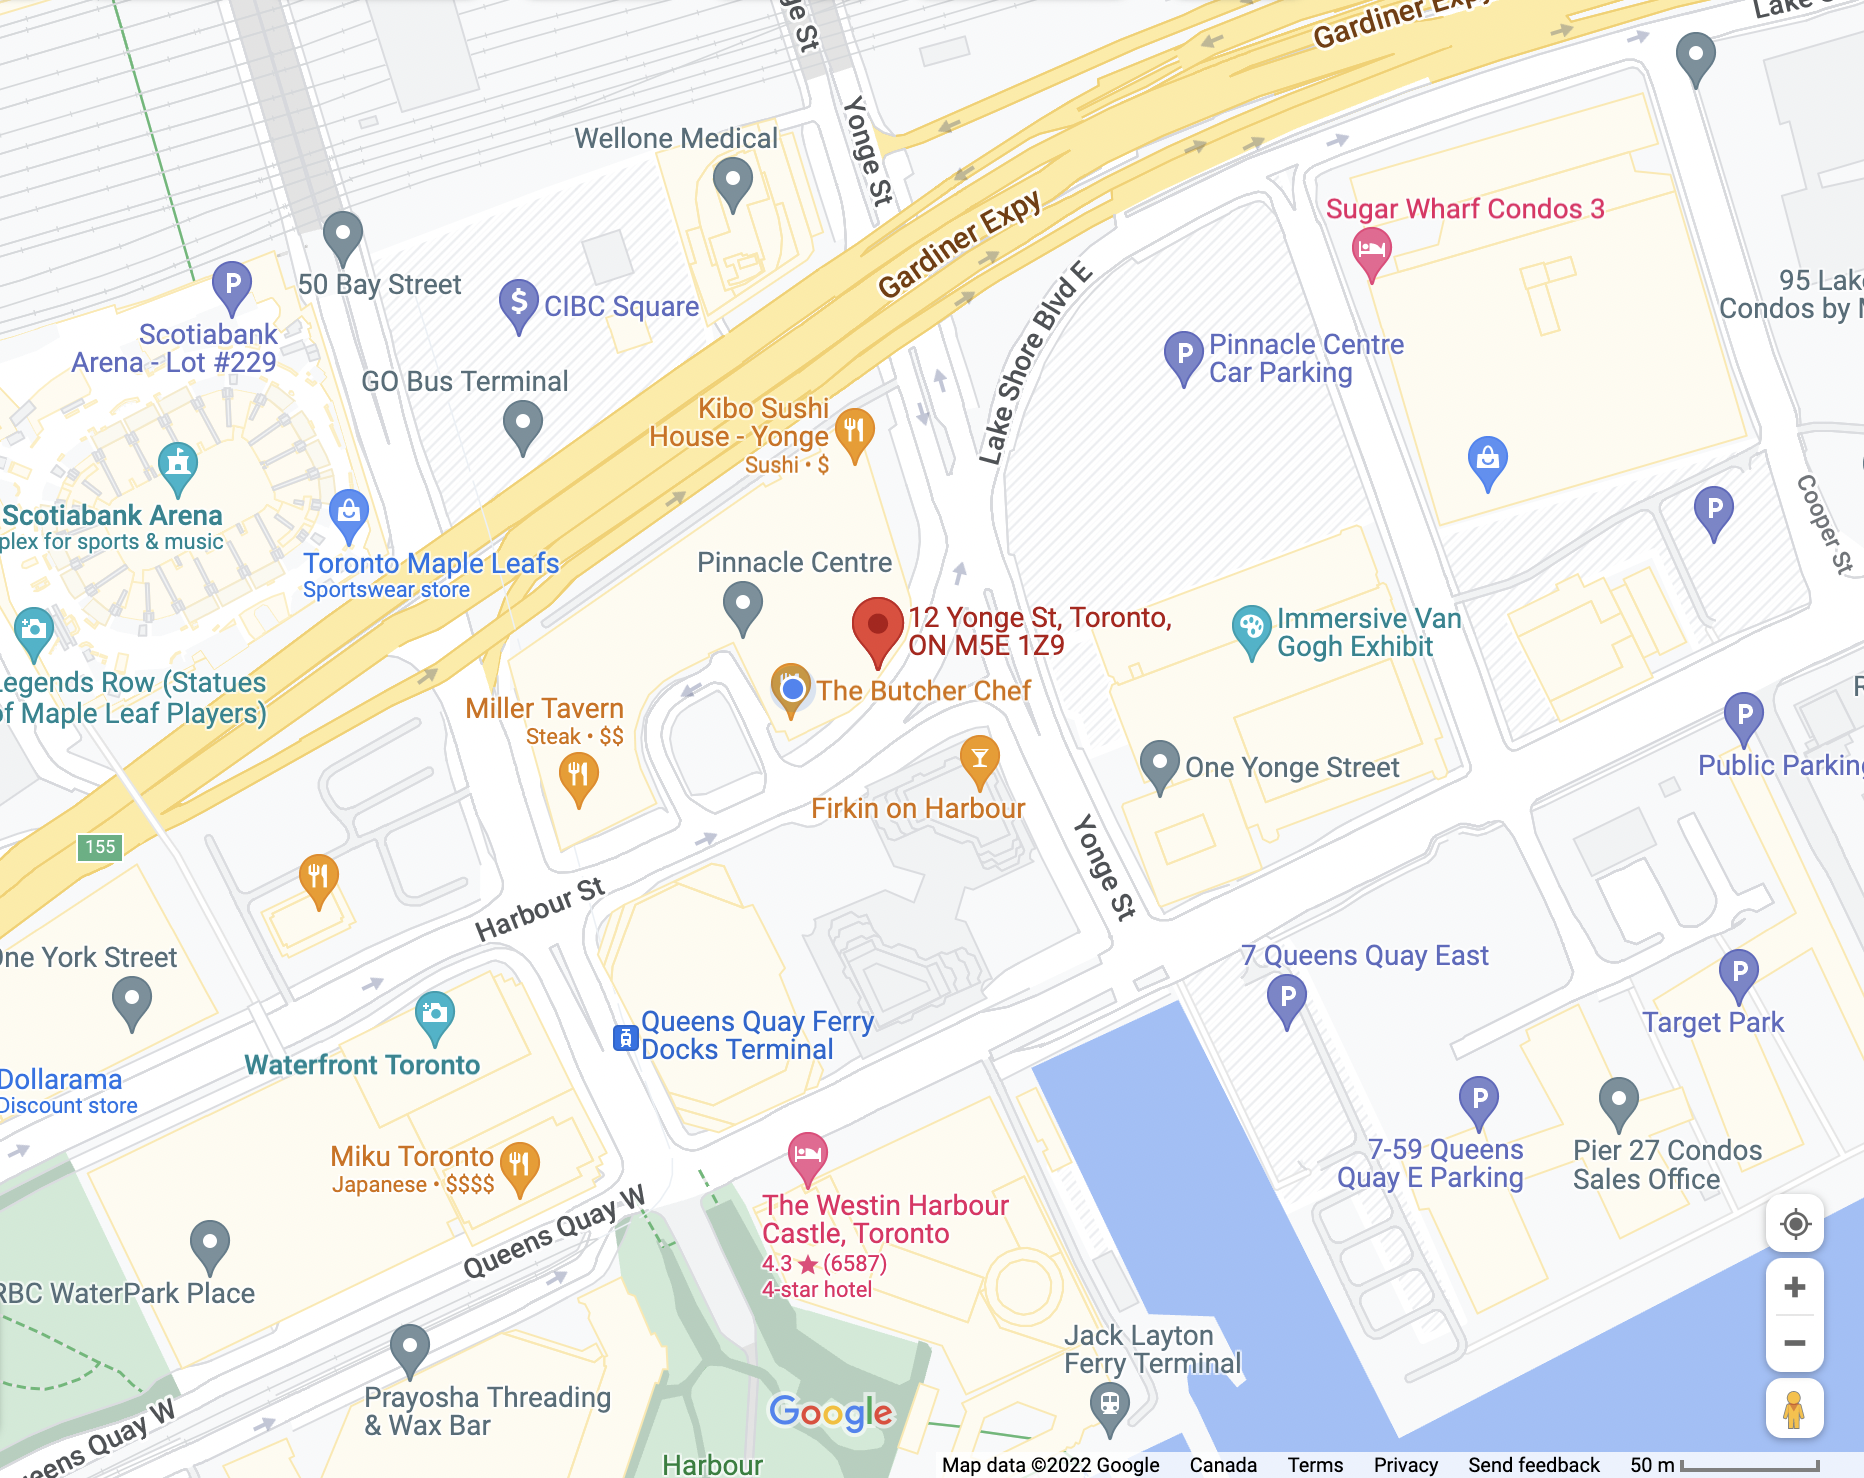 Yonge St
Gardiner Expy
Wellone Medical
Yonge St
Gardiner Expy
Sugar Wharf Condos 3
50 Bay Street
CIBC Square
95 Lake
Condos by
Scotiabank
Arena - Lot #229
Lake Shore Blvd E
Pinnacle Centre
Car Parking
GO Bus Terminal
Kibo Sushi
House - Yonge
Sushi • $
Scotiabank Arena
plex for sports & music
Toronto Maple Leafs
Sportswear store
Cooper St
Pinnacle Centre
12 Yonge St, Toronto,
ON M5E 1Z9
Immersive Van
Gogh Exhibit
Legends Row (Statues
of Maple Leaf Players)
Miller Tavern
Steak • $$
The Butcher Chef
One Yonge Street
Public Parking
Firkin on Harbour
155
Yonge St
Harbour St
One York Street
7 Queens Quay East
Queens Quay Ferry
Docks Terminal
Target Park
Waterfront Toronto
Dollarama
Discount store
Miku Toronto
Japanese • $$$$
7-59 Queens
Quay E Parking
Pier 27 Condos
Sales Office
The Westin Harbour
Castle, Toronto
4.3 ★ (6587)
4-star hotel
Queens Quay W
RBC WaterPark Place
Jack Layton
Ferry Terminal
Prayosha Threading
& Wax Bar
Queens Quay W
Google
Harbour
Map data ©2022 Google Canada Terms Privacy Send feedback 50 m